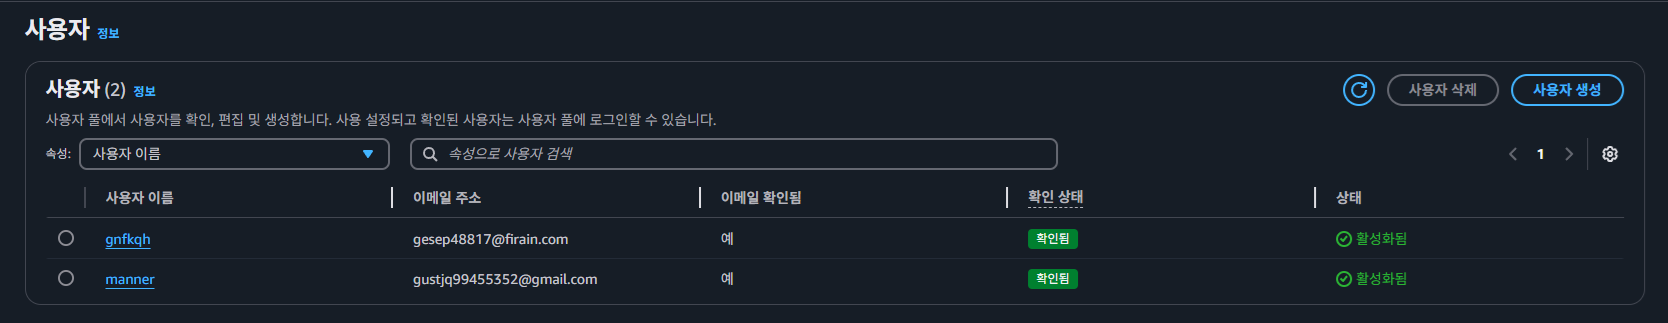 사용자 정보
사용자 (2) 정보
사용자 삭제
사용자 생성
사용자 풀에서 사용자를 확인, 편집 및 생성합니다. 사용 설정되고 확인된 사용자는 사용자 풀에 로그인할 수 있습니다.
속성: 사용자 이름 속성으로 사용자 검색 1
사용자 이름 이메일 주소 이메일 확인됨 확인 상태 상태
gnfkqh gesep48817@firain.com 예 확인됨 활성화됨
manner gustjq99455352@gmail.com 예 확인됨 활성화됨